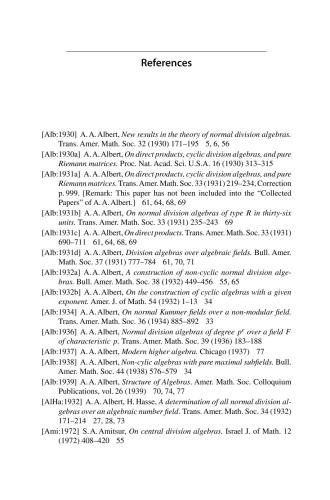 References
[Alb:1930] A. A. Albert, New results in the theory of normal division algebras.
Trans. Amer. Math. Soc. 32 (1930) 171–195 5, 6, 56
[Alb:1930a] A. A. Albert, On direct products, cyclic division algebras, and pure
Riemann matrices. Proc. Nat. Acad. Sci. U.S.A. 16 (1930) 313–315
[Alb:1931a] A. A. Albert, On direct products, cyclic division algebras, and pure
Riemann matrices. Trans. Amer. Math. Soc. 33 (1931) 219–234, Correction
p. 999. [Remark: This paper has not been included into the “Collected
Papers” of A. A. Albert.] 61, 64, 68, 69
[Alb:1931b] A. A. Albert, On normal division algebras of type R in thirty-six
units. Trans. Amer. Math. Soc. 33 (1931) 235–243 69
[Alb:1931c] A. A. Albert, On direct products. Trans. Amer. Math. Soc. 33 (1931)
690–711 61, 64, 68, 69
[Alb:1931d] A. A. Albert, Division algebras over algebraic fields. Bull. Amer.
Math. Soc. 37 (1931) 777–784 61, 70, 71
[Alb:1932a] A. A. Albert, A construction of non-cyclic normal division alge-
bras. Bull. Amer. Math. Soc. 38 (1932) 449–456 55, 65
[Alb:1932b] A. A. Albert, On the construction of cyclic algebras with a given
exponent. Amer. J. of Math. 54 (1932) 1–13 34
[Alb:1934] A. A. Albert, On normal Kummer fields over a non-modular field.
Trans. Amer. Math. Soc. 36 (1934) 885–892 33
[Alb:1936] A. A. Albert, Normal division algebras of degree pᵉ over a field F
of characteristic p. Trans. Amer. Math. Soc. 39 (1936) 183–188
[Alb:1937] A. A. Albert, Modern higher algebra. Chicago (1937) 77
[Alb:1938] A. A. Albert, Non-cylic algebras with pure maximal subfields. Bull.
Amer. Math. Soc. 44 (1938) 576–579 34
[Alb:1939] A. A. Albert, Structure of Algebras. Amer. Math. Soc. Colloquium
Publications, vol. 26 (1939) 70, 74, 77
[AlHa:1932] A. A. Albert, H. Hasse, A determination of all normal division al-
gebras over an algebraic number field. Trans. Amer. Math. Soc. 34 (1932)
171–214 27, 28, 73
[Ami:1972] S. A. Amitsur, On central division algebras. Israel J. of Math. 12
(1972) 408–420 55